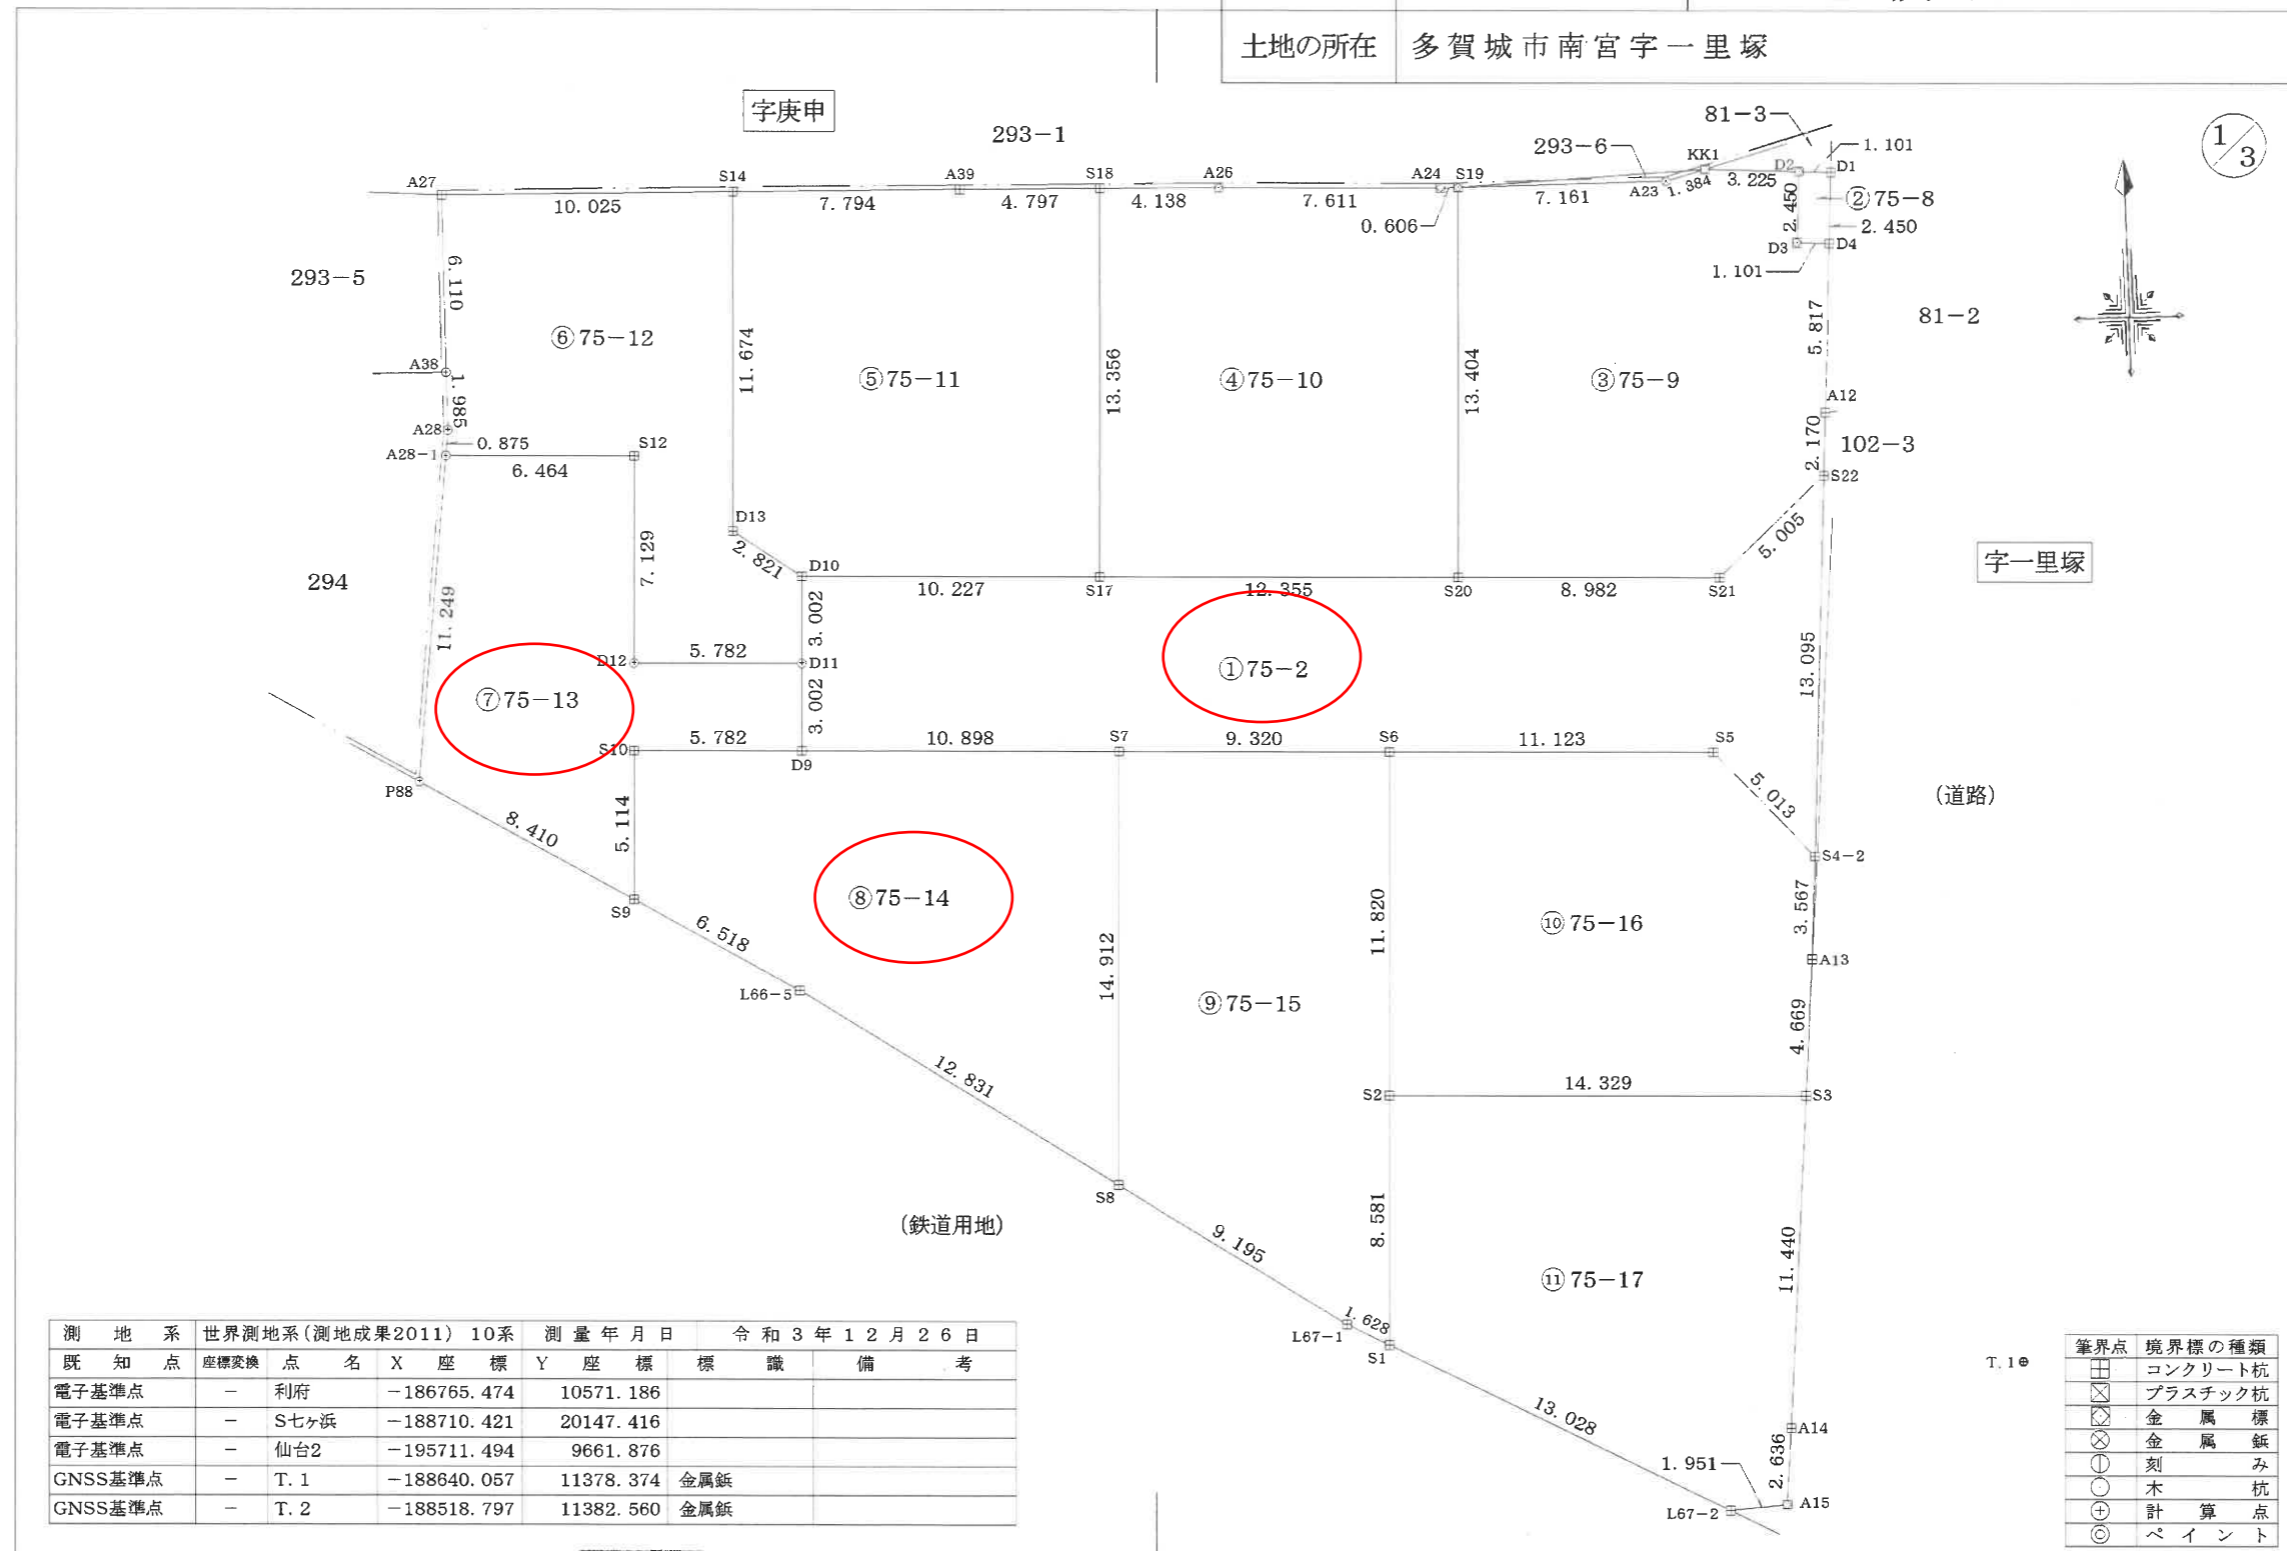 土地の所在 多賀城市南宮字一里塚
字庚申
293-1
81-3
1/3
293-6
KK1
D2
D1
1.101
A27
S14
A39
S18
A26
A24
S19
A23
1.384
3.225
②75-8
10.025
7.794
4.797
4.138
7.611
0.606
7.161
2.450
2.450
D3
D4
1.101
293-5
6.110
⑥75-12
11.674
⑤75-11
13.356
④75-10
13.404
③75-9
5.817
81-2
A38
1.985
A28
0.875
A28-1
6.464
S12
A12
2.170
102-3
S22
D13
2.821
7.129
D10
5.005
字一里塚
294
11.249
3.002
10.227
S17
12.355
S20
8.982
S21
D12
5.782
D11
①75-2
13.095
⑦75-13
3.002
S10
5.782
D9
10.898
S7
9.320
S6
11.123
S5
P88
8.410
5.114
5.013
(道路)
S4-2
S9
6.518
⑧75-14
14.912
11.820
⑩75-16
3.567
A13
L66-5
⑨75-15
4.669
12.831
S2
14.329
S3
S8
(鉄道用地)
9.195
8.581
⑪75-17
11.440
L67-1
1.628
S1
T.1
13.028
A14
1.951
2.636
L67-2
A15
測地系 世界測地系(測地成果2011) 10系 測量年月日 令和3年12月26日
既知点 座標変換 点名 X座標 Y座標 標識 備考
電子基準点 - 利府 -186765.474 10571.186
電子基準点 - S七ヶ浜 -188710.421 20147.416
電子基準点 - 仙台2 -195711.494 9661.876
GNSS基準点 - T.1 -188640.057 11378.374 金属鋲
GNSS基準点 - T.2 -188518.797 11382.560 金属鋲
筆界点 境界標の種類
コンクリート杭
プラスチック杭
金属標
金属鋲
刻み
木杭
計算点
ペイント